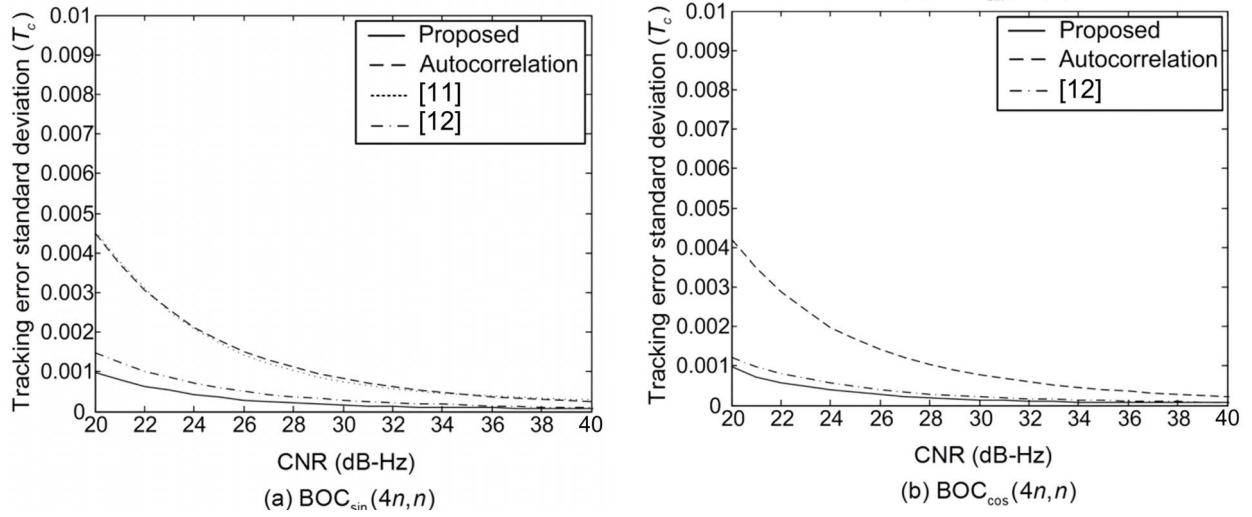 Tracking error standard deviation (Tc)
0.01
0.009
0.008
0.007
0.006
0.005
0.004
0.003
0.002
0.001
0
20 22 24 26 28 30 32 34 36 38 40
Proposed
Autocorrelation
[11]
[12]
CNR (dB-Hz)
(a) BOCsin(4n,n)
Tracking error standard deviation (Tc)
0.01
0.009
0.008
0.007
0.006
0.005
0.004
0.003
0.002
0.001
0
20 22 24 26 28 30 32 34 36 38 40
Proposed
Autocorrelation
[12]
CNR (dB-Hz)
(b) BOCcos(4n,n)